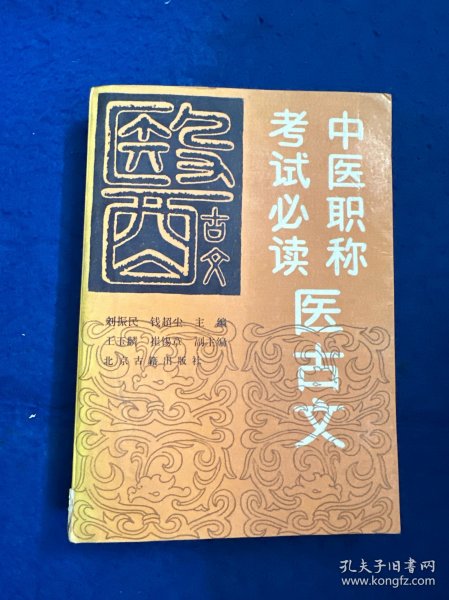 中医职称
考试必读
医古文
醫
古文
刘振民 钱超尘 主编
王玉麟 崔锡章 副主编
北京古籍出版社
孔夫子旧书网
www.kongfz.com